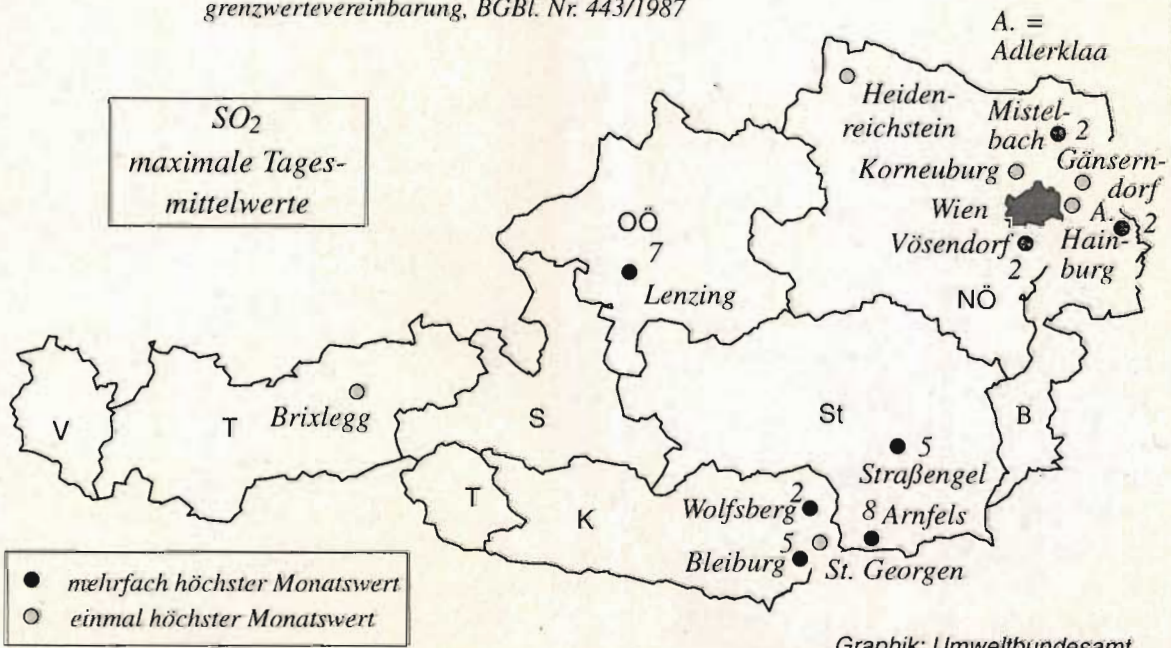 grenzwertevereinbarung, BGBl. Nr. 443/1987
A. =
Adlerklaa
SO2
maximale Tages-
mittelwerte
Heiden-
reichstein
Mistel-
bach 2
Korneuburg
Gänsern-
dorf
Wien
A.
2
Vösendorf
2
Hain-
burg
OÖ
7
Lenzing
NÖ
V
T
Brixlegg
S
St
B
5
Straßengel
T
K
2
Wolfsberg
8 Arnfels
5
Bleiburg
St. Georgen
mehrfach höchster Monatswert
einmal höchster Monatswert
Graphik: Umweltbundesamt